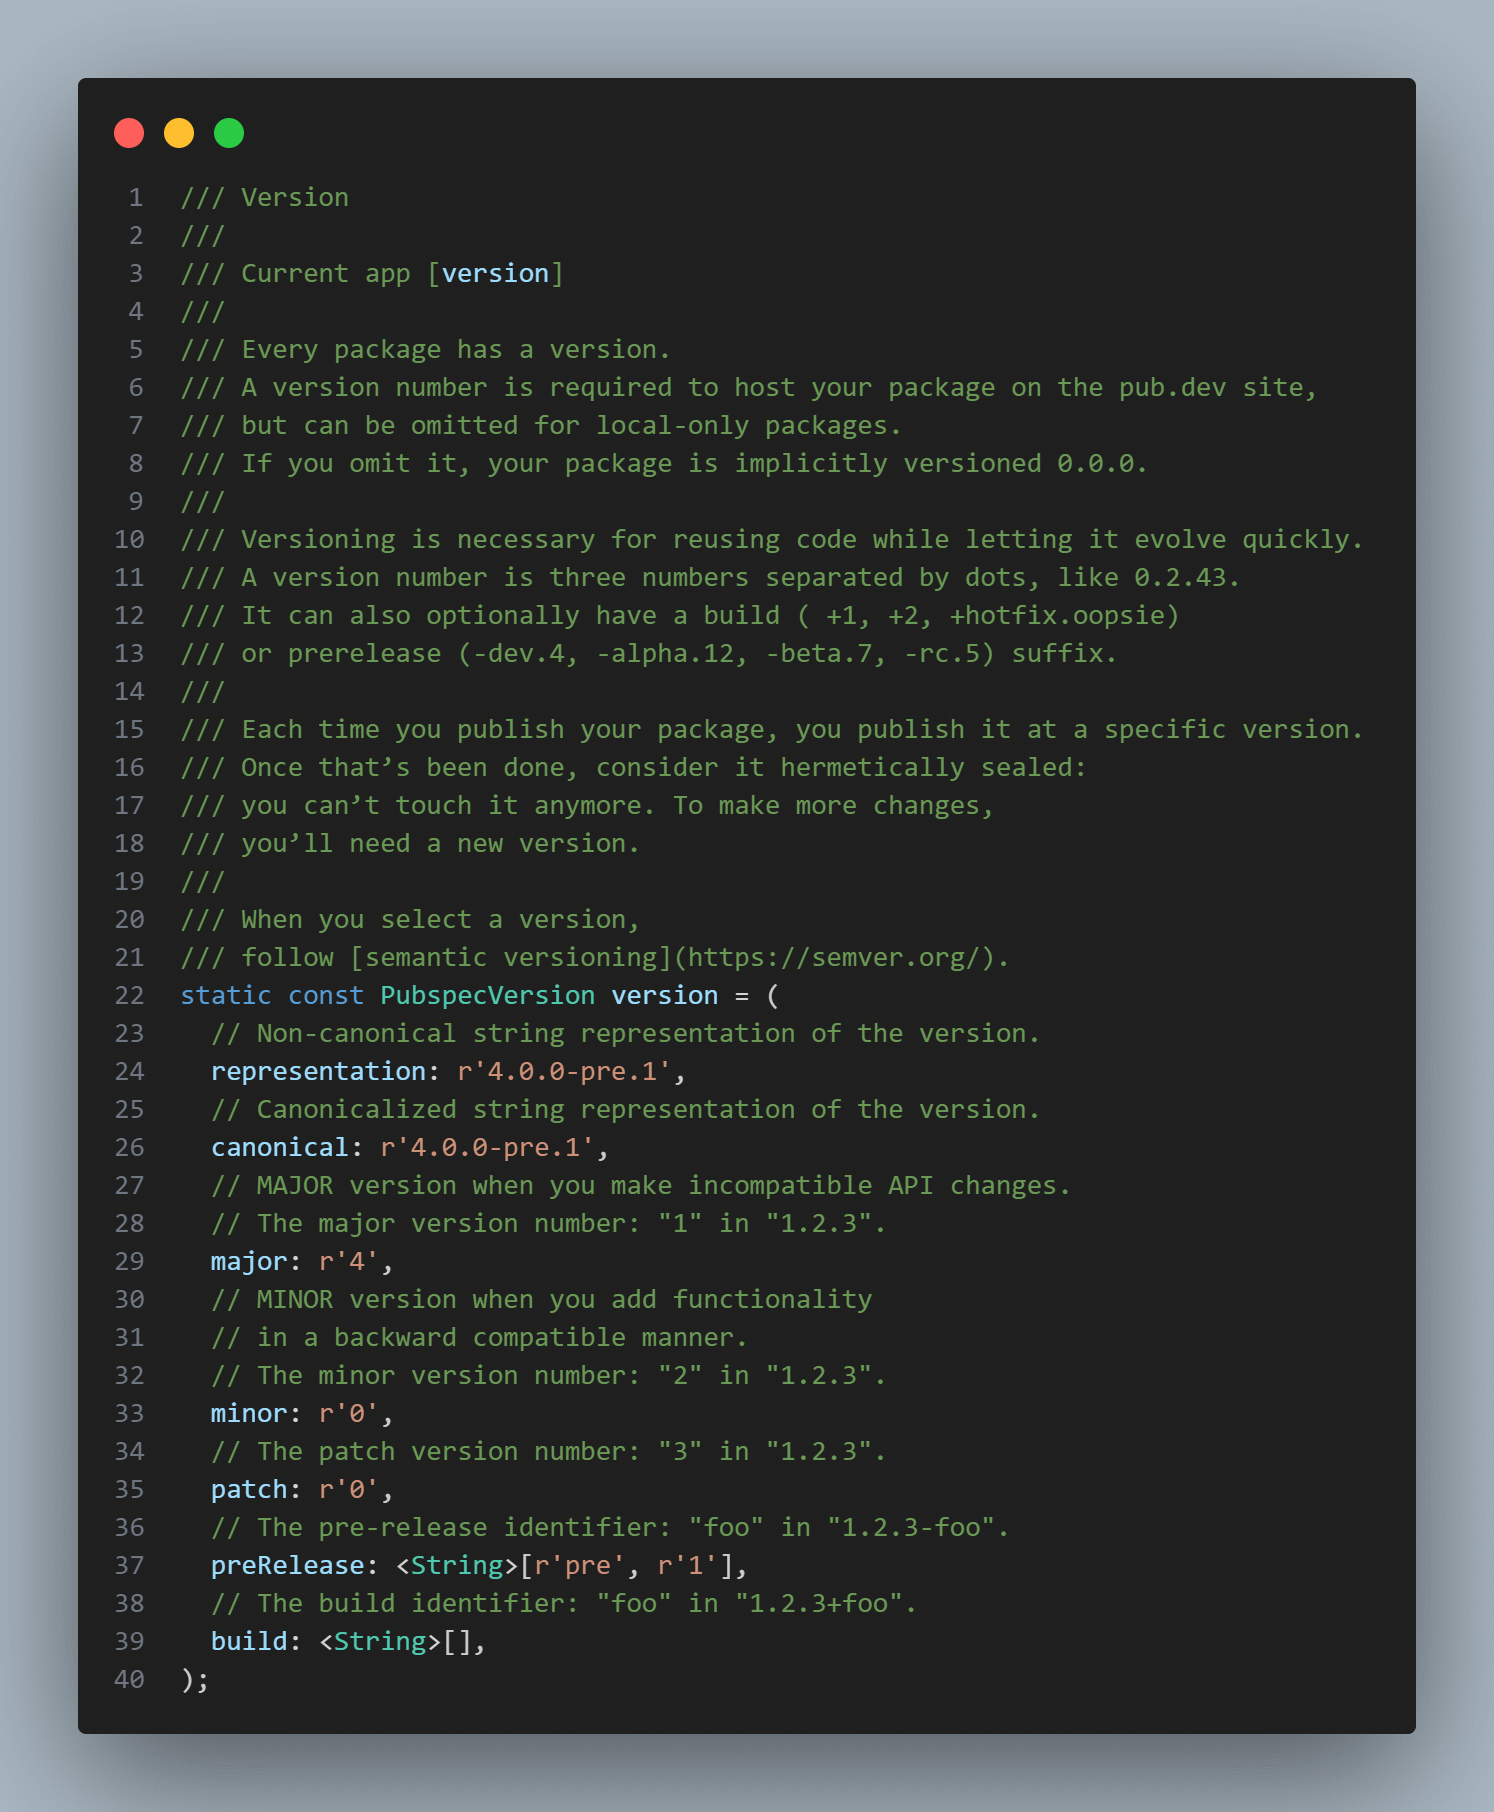 1 /// Version
2 ///
3 /// Current app [version]
4 ///
5 /// Every package has a version.
6 /// A version number is required to host your package on the pub.dev site,
7 /// but can be omitted for local-only packages.
8 /// If you omit it, your package is implicitly versioned 0.0.0.
9 ///
10 /// Versioning is necessary for reusing code while letting it evolve quickly.
11 /// A version number is three numbers separated by dots, like 0.2.43.
12 /// It can also optionally have a build ( +1, +2, +hotfix.oopsie)
13 /// or prerelease (-dev.4, -alpha.12, -beta.7, -rc.5) suffix.
14 ///
15 /// Each time you publish your package, you publish it at a specific version.
16 /// Once that’s been done, consider it hermetically sealed:
17 /// you can’t touch it anymore. To make more changes,
18 /// you’ll need a new version.
19 ///
20 /// When you select a version,
21 /// follow [semantic versioning](https://semver.org/).
22 static const PubspecVersion version = (
23   // Non-canonical string representation of the version.
24   representation: r'4.0.0-pre.1',
25   // Canonicalized string representation of the version.
26   canonical: r'4.0.0-pre.1',
27   // MAJOR version when you make incompatible API changes.
28   // The major version number: "1" in "1.2.3".
29   major: r'4',
30   // MINOR version when you add functionality
31   // in a backward compatible manner.
32   // The minor version number: "2" in "1.2.3".
33   minor: r'0',
34   // The patch version number: "3" in "1.2.3".
35   patch: r'0',
36   // The pre-release identifier: "foo" in "1.2.3-foo".
37   preRelease: <String>[r'pre', r'1'],
38   // The build identifier: "foo" in "1.2.3+foo".
39   build: <String>[],
40 );